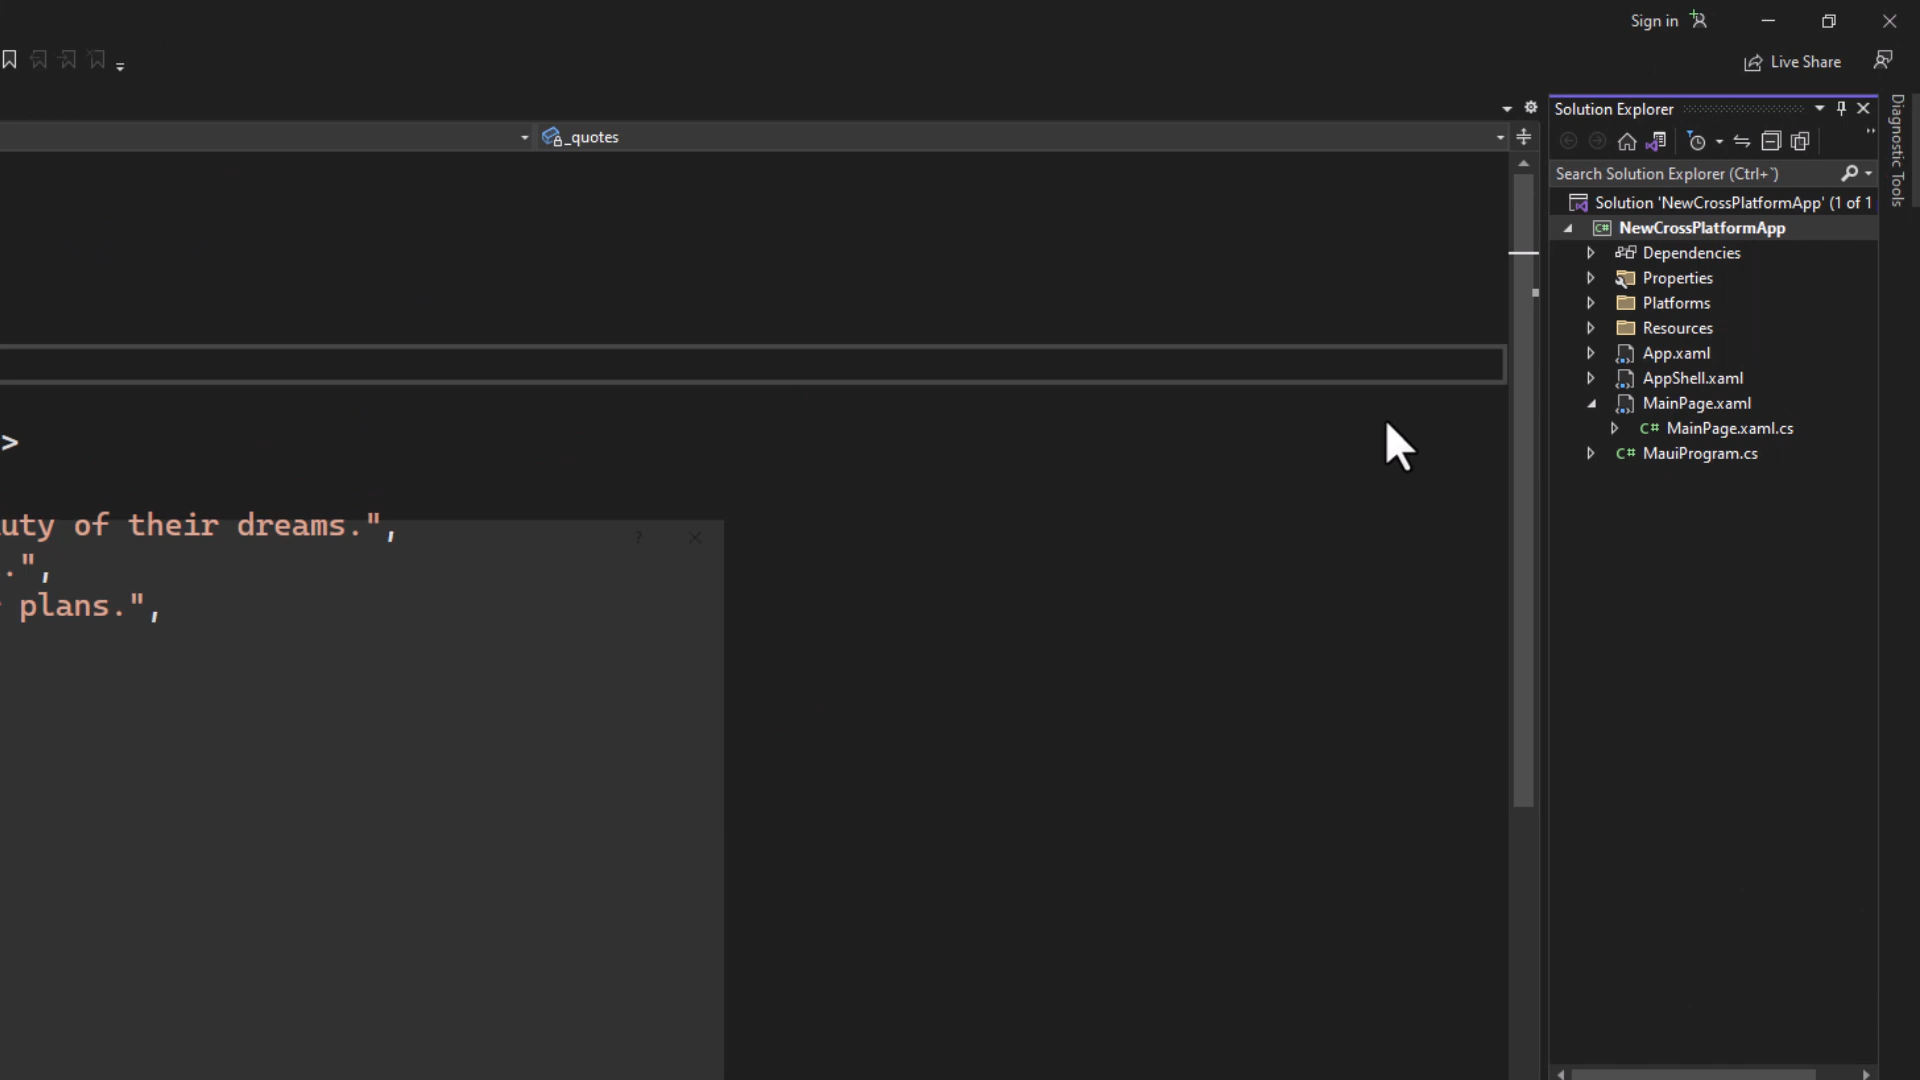 Sign in
Live Share
_quotes
>
uty of their dreams.",
.",
plans.",
?
Solution Explorer
Search Solution Explorer (Ctrl+`)
Solution 'NewCrossPlatformApp' (1 of 1
C# NewCrossPlatformApp
Dependencies
Properties
Platforms
Resources
App.xaml
AppShell.xaml
MainPage.xaml
C# MainPage.xaml.cs
C# MauiProgram.cs
Diagnostic Tools